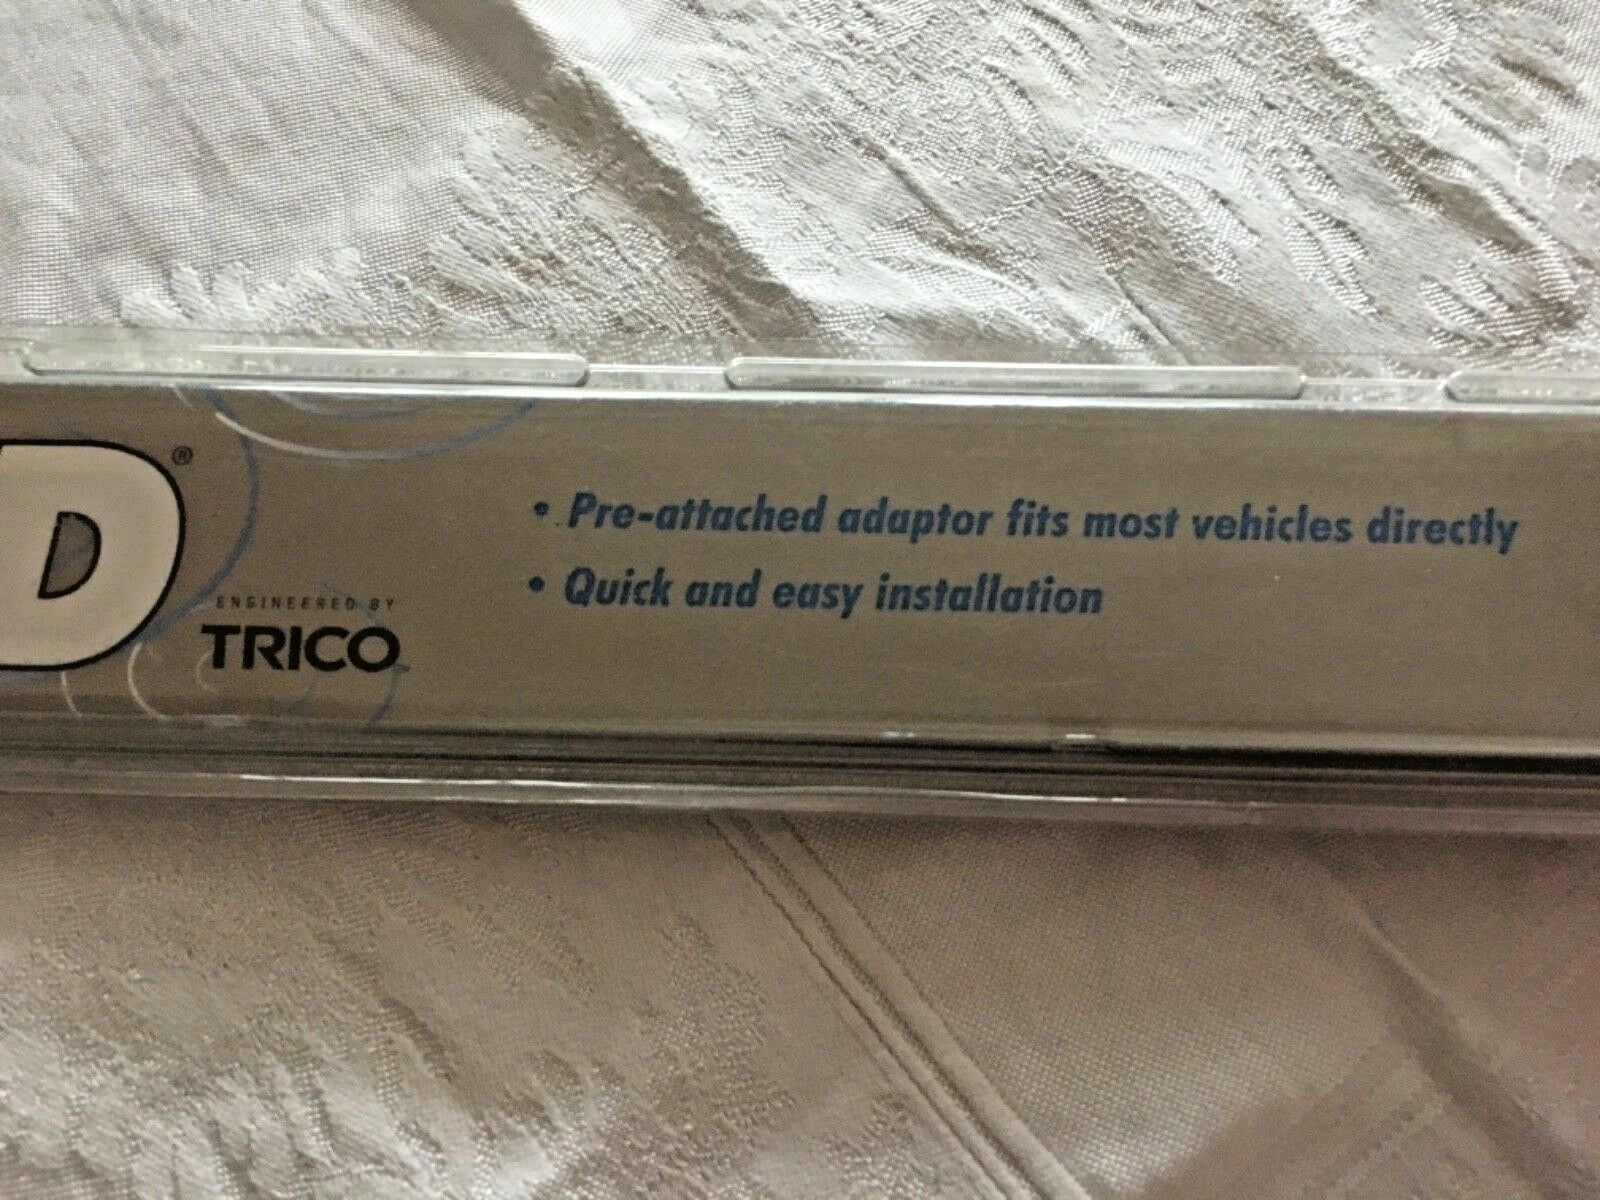 D®
ENGINEERED BY
TRICO
• Pre-attached adaptor fits most vehicles directly
• Quick and easy installation